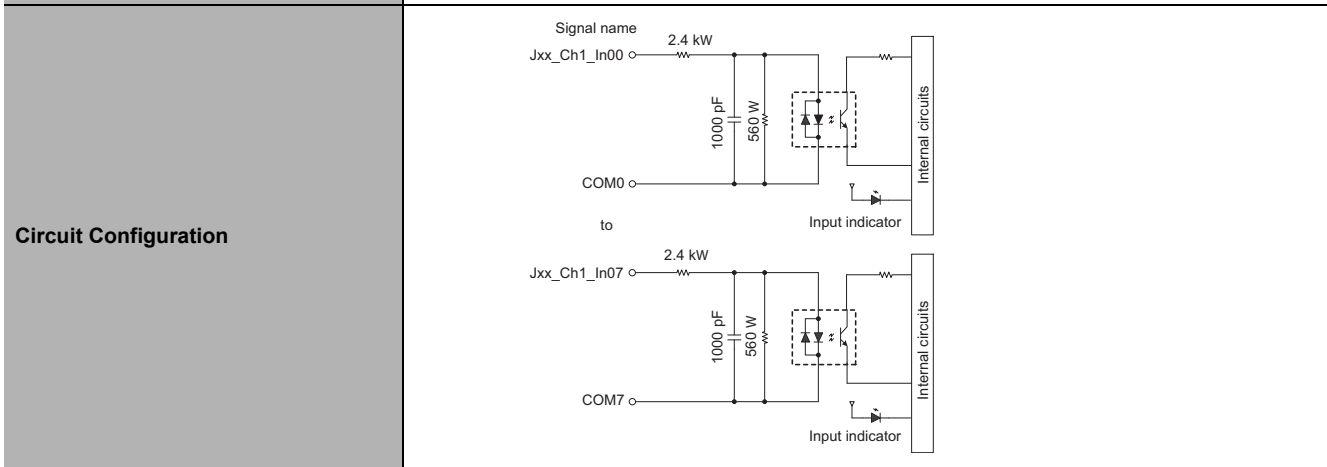 Circuit Configuration
Signal name
Jxx_Ch1_In00
2.4 kW
1000 pF
560 W
Internal circuits
COM0
Input indicator
to
Jxx_Ch1_In07
2.4 kW
1000 pF
560 W
Internal circuits
COM7
Input indicator